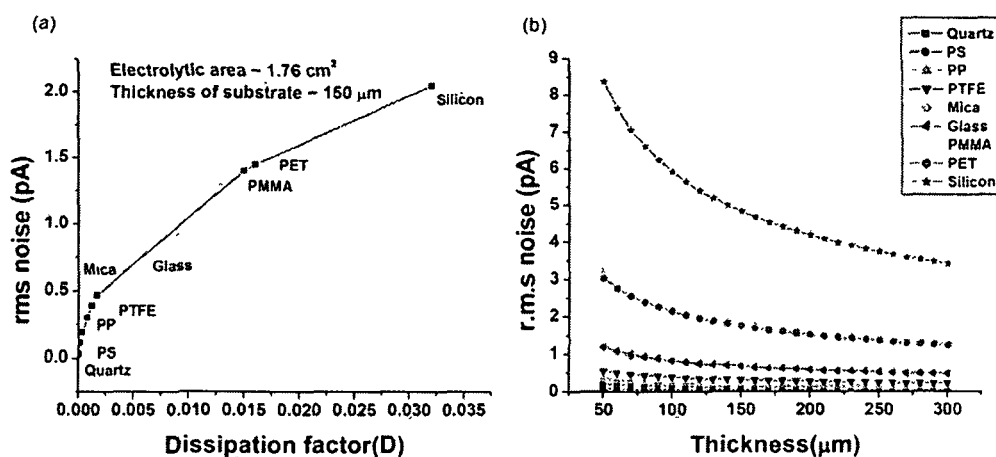 (a)
Electrolytic area ~ 1.76 cm²
Thickness of substrate ~ 150 μm
Silicon
PET
PMMA
Glass
Mica
PTFE
PP
PS
Quartz
2.0
1.5
1.0
0.5
0.0
rms noise (pA)
0.000 0.005 0.010 0.015 0.020 0.025 0.030 0.035
Dissipation factor(D)
(b)
Quartz
PS
PP
PTFE
Mica
Glass
PMMA
PET
Silicon
9
8
7
6
5
4
3
2
1
0
r.m.s noise (pA)
50 100 150 200 250 300
Thickness(μm)